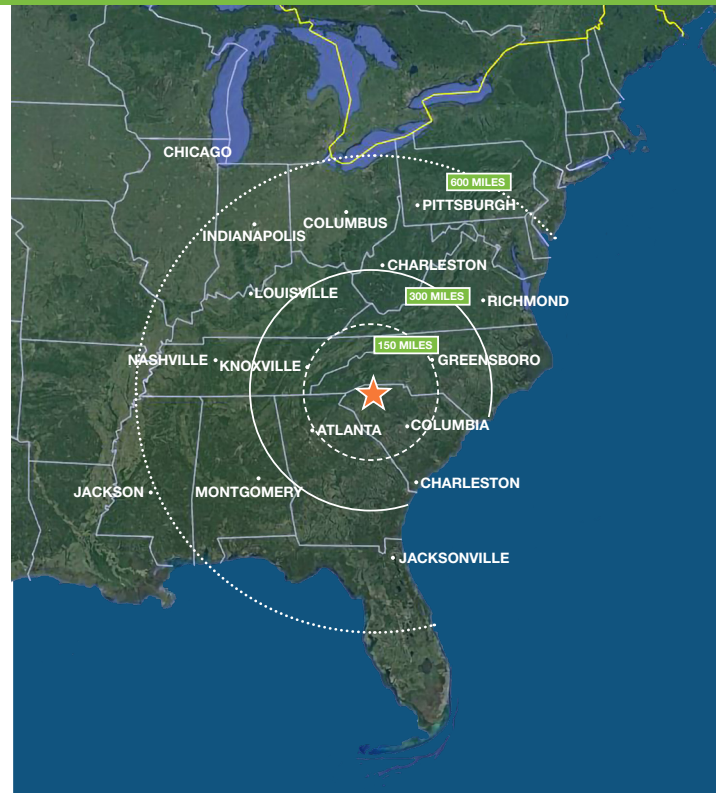 CHICAGO
600 MILES
PITTSBURGH
COLUMBUS
INDIANAPOLIS
CHARLESTON
LOUISVILLE
300 MILES
RICHMOND
150 MILES
NASHVILLE
KNOXVILLE
GREENSBORO
ATLANTA
COLUMBIA
JACKSON
MONTGOMERY
CHARLESTON
JACKSONVILLE